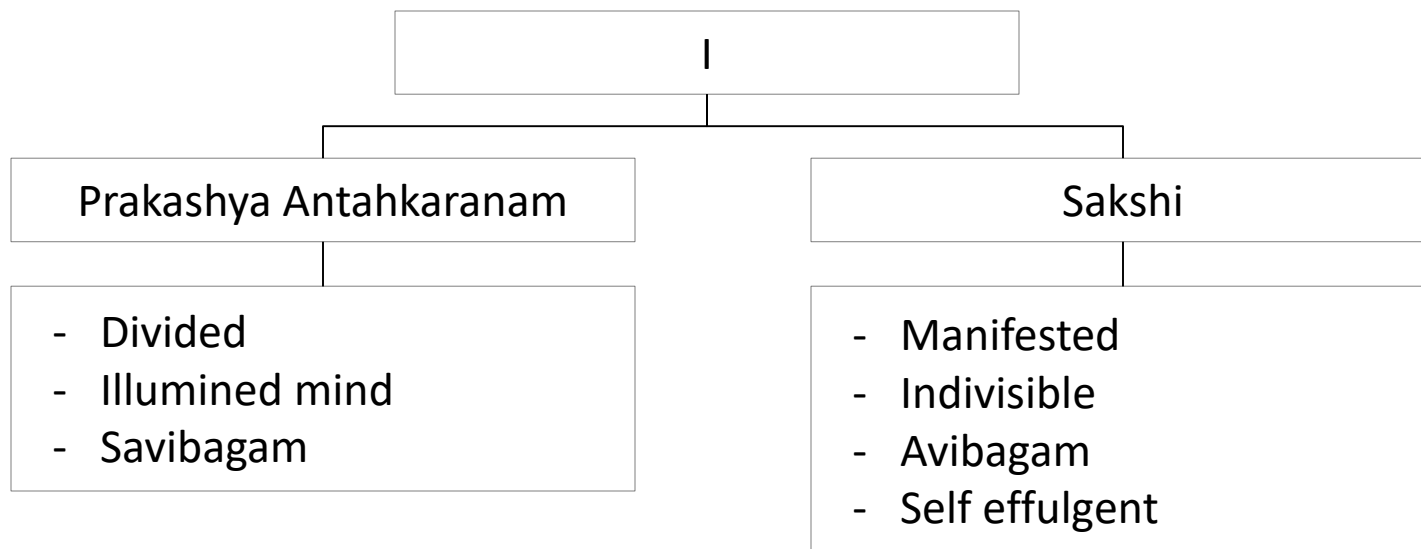 I
Prakashya Antahkaranam
Sakshi
- Divided
- Illumined mind
- Savibagam
- Manifested
- Indivisible
- Avibagam
- Self effulgent